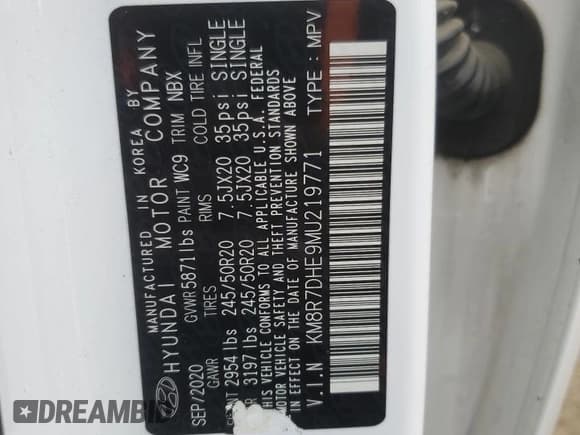 MANUFACTURED IN KOREA BY
HYUNDAI MOTOR COMPANY
SEP/2020 GVWR 5871 lbs PAINT WC9 TRIM NBX
GAWR TIRES RIMS COLD TIRE INFL
NT 2954 lbs 245/50R20 7.5JX20 35psi SINGLE
R 3197 lbs 245/50R20 7.5JX20 35psi SINGLE
THIS VEHICLE CONFORMS TO ALL APPLICABLE U.S.A. FEDERAL
MOTOR VEHICLE SAFETY AND THEFT PREVENTION STANDARDS
IN EFFECT ON THE DATE OF MANUFACTURE SHOWN ABOVE
V.I.N KM8R7DHE9MU219771 TYPE : MPV
DREAMBID